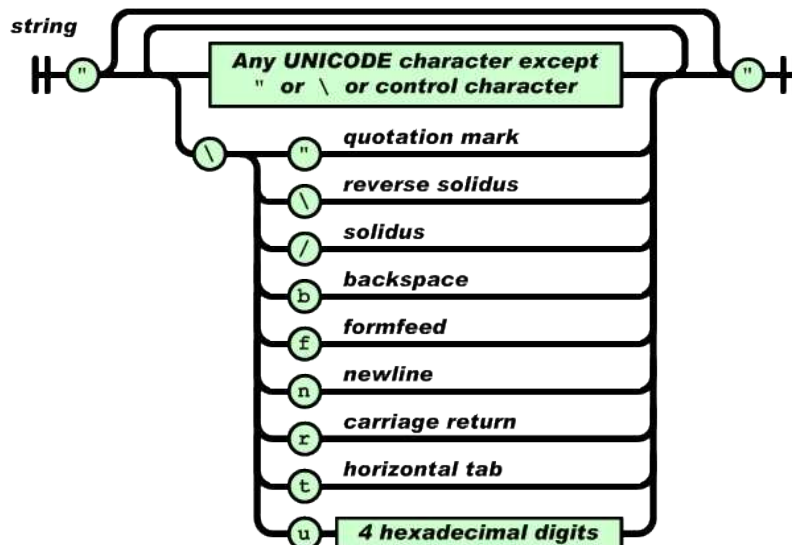 string
" Any UNICODE character except "
" or \ or control character
\ " quotation mark
\ reverse solidus
/ solidus
b backspace
f formfeed
n newline
r carriage return
t horizontal tab
u 4 hexadecimal digits